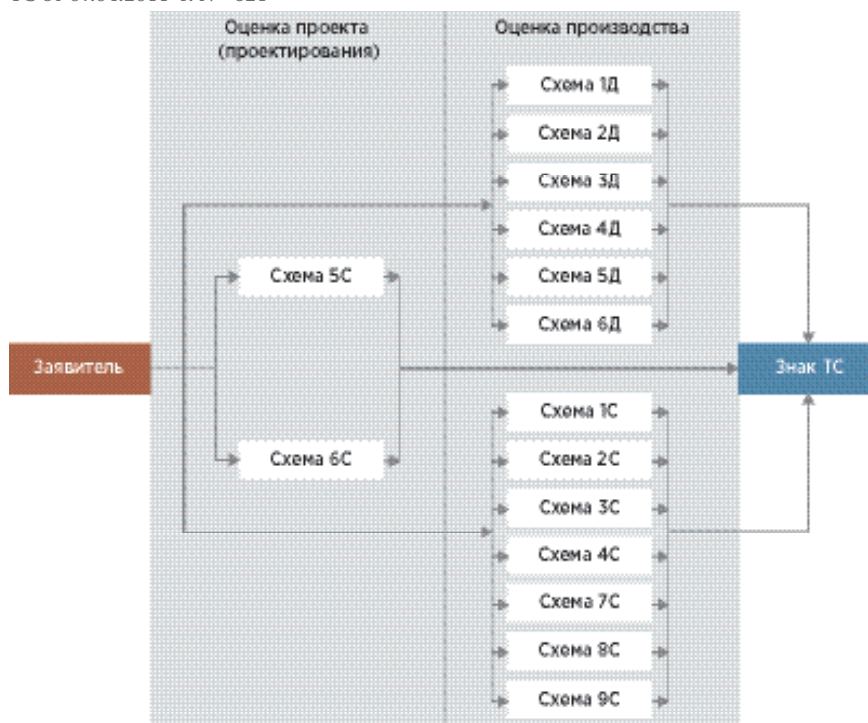 Оценка проекта
(проектирования)
Оценка производства
Схема 1Д
Схема 2Д
Схема 3Д
Схема 4Д
Схема 5Д
Схема 6Д
Схема 5С
Схема 6С
Заявитель
Знак ТС
Схема 1С
Схема 2С
Схема 3С
Схема 4С
Схема 7С
Схема 8С
Схема 9С